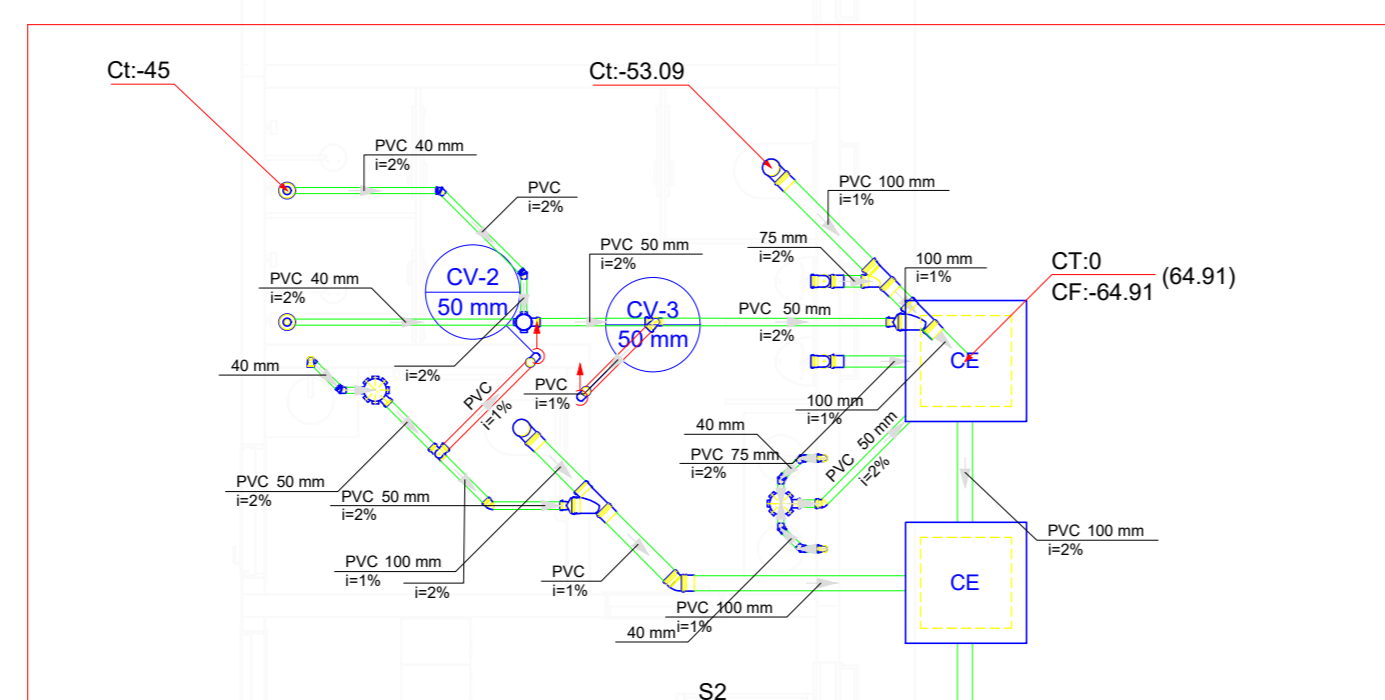 Ct:-45
Ct:-53.09
PVC 40 mm
i=2%
PVC
i=2%
PVC 100 mm
i=1%
75 mm
i=2%
PVC 50 mm
i=2%
100 mm
i=1%
CT:0
CF:-64.91
(64.91)
CV-2
50 mm
PVC 40 mm
i=2%
CV-3
50 mm
PVC 50 mm
i=2%
CE
40 mm
i=2%
PVC
i=1%
PVC
i=1%
100 mm
i=1%
40 mm
PVC 75 mm
i=2%
PVC 50 mm
i=2%
PVC 50 mm
i=2%
PVC 50 mm
i=2%
PVC 100 mm
i=2%
PVC 100 mm
i=1%
i=2%
PVC
i=1%
CE
PVC 100 mm
i=1%
40 mm
S2